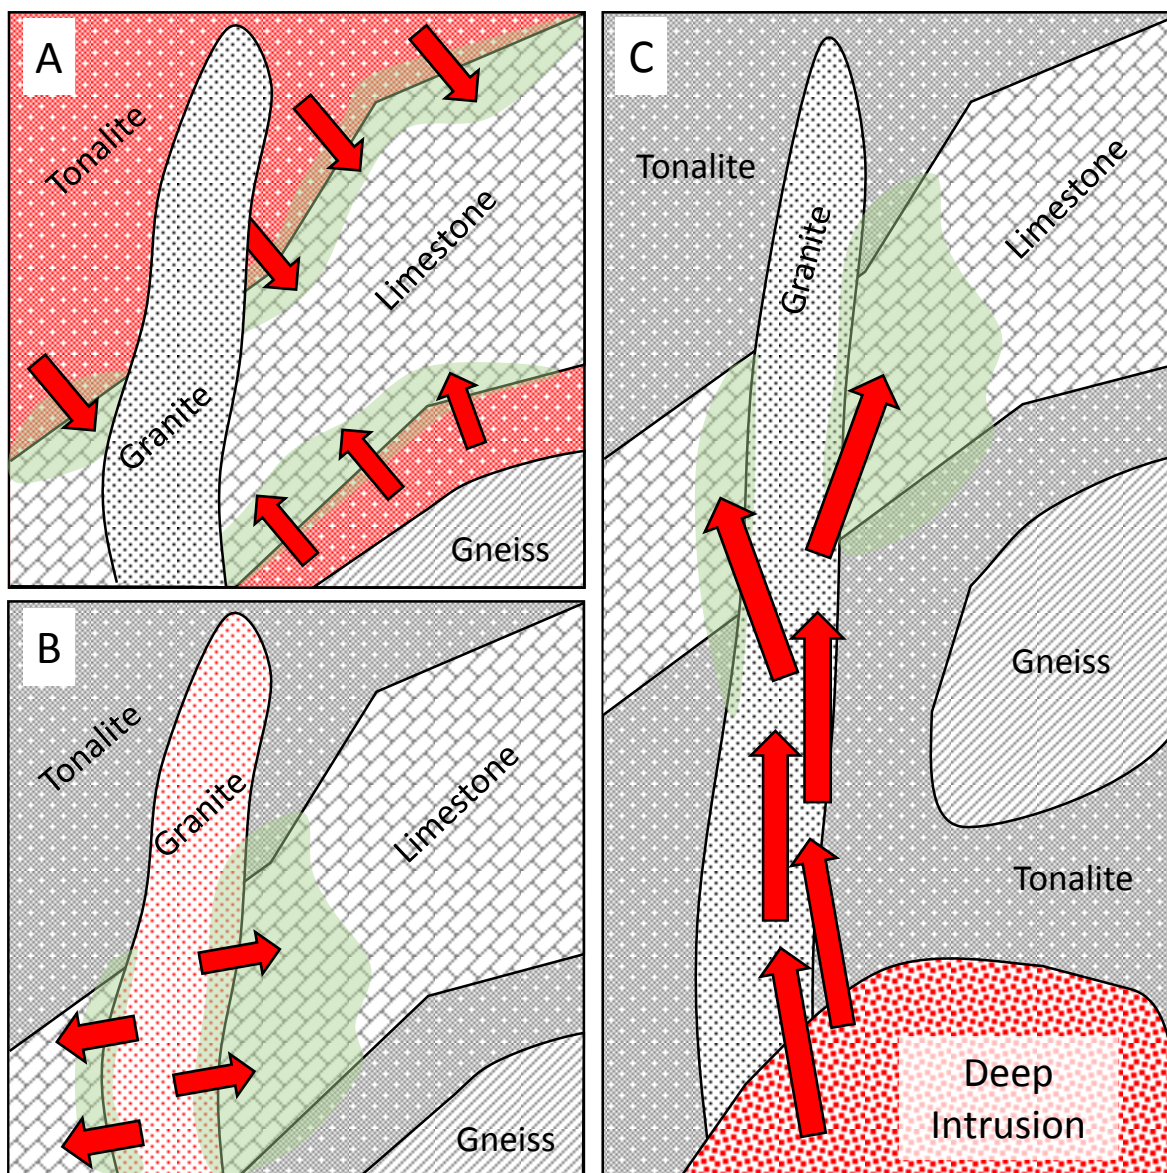 A
Tonalite
Granite
Limestone
Gneiss
B
Tonalite
Granite
Limestone
Gneiss
C
Tonalite
Granite
Limestone
Gneiss
Tonalite
Deep
Intrusion